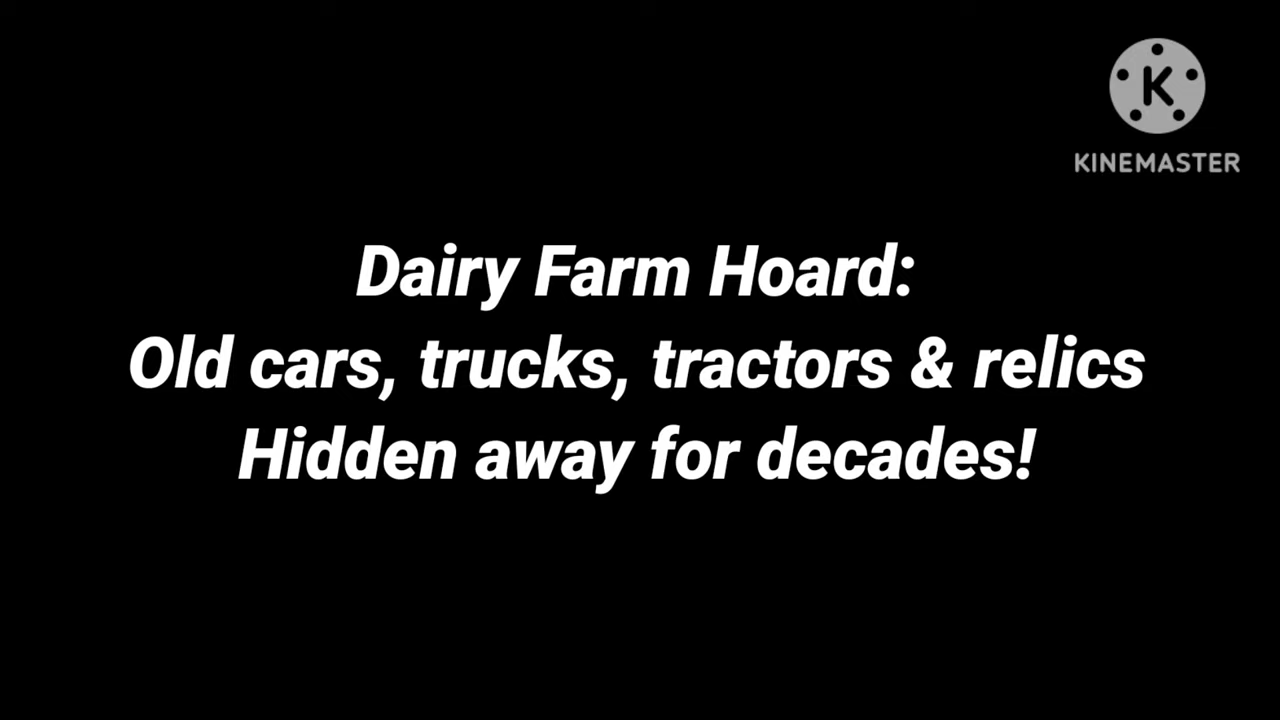 K
KINEMASTER
Dairy Farm Hoard:
Old cars, trucks, tractors & relics
Hidden away for decades!